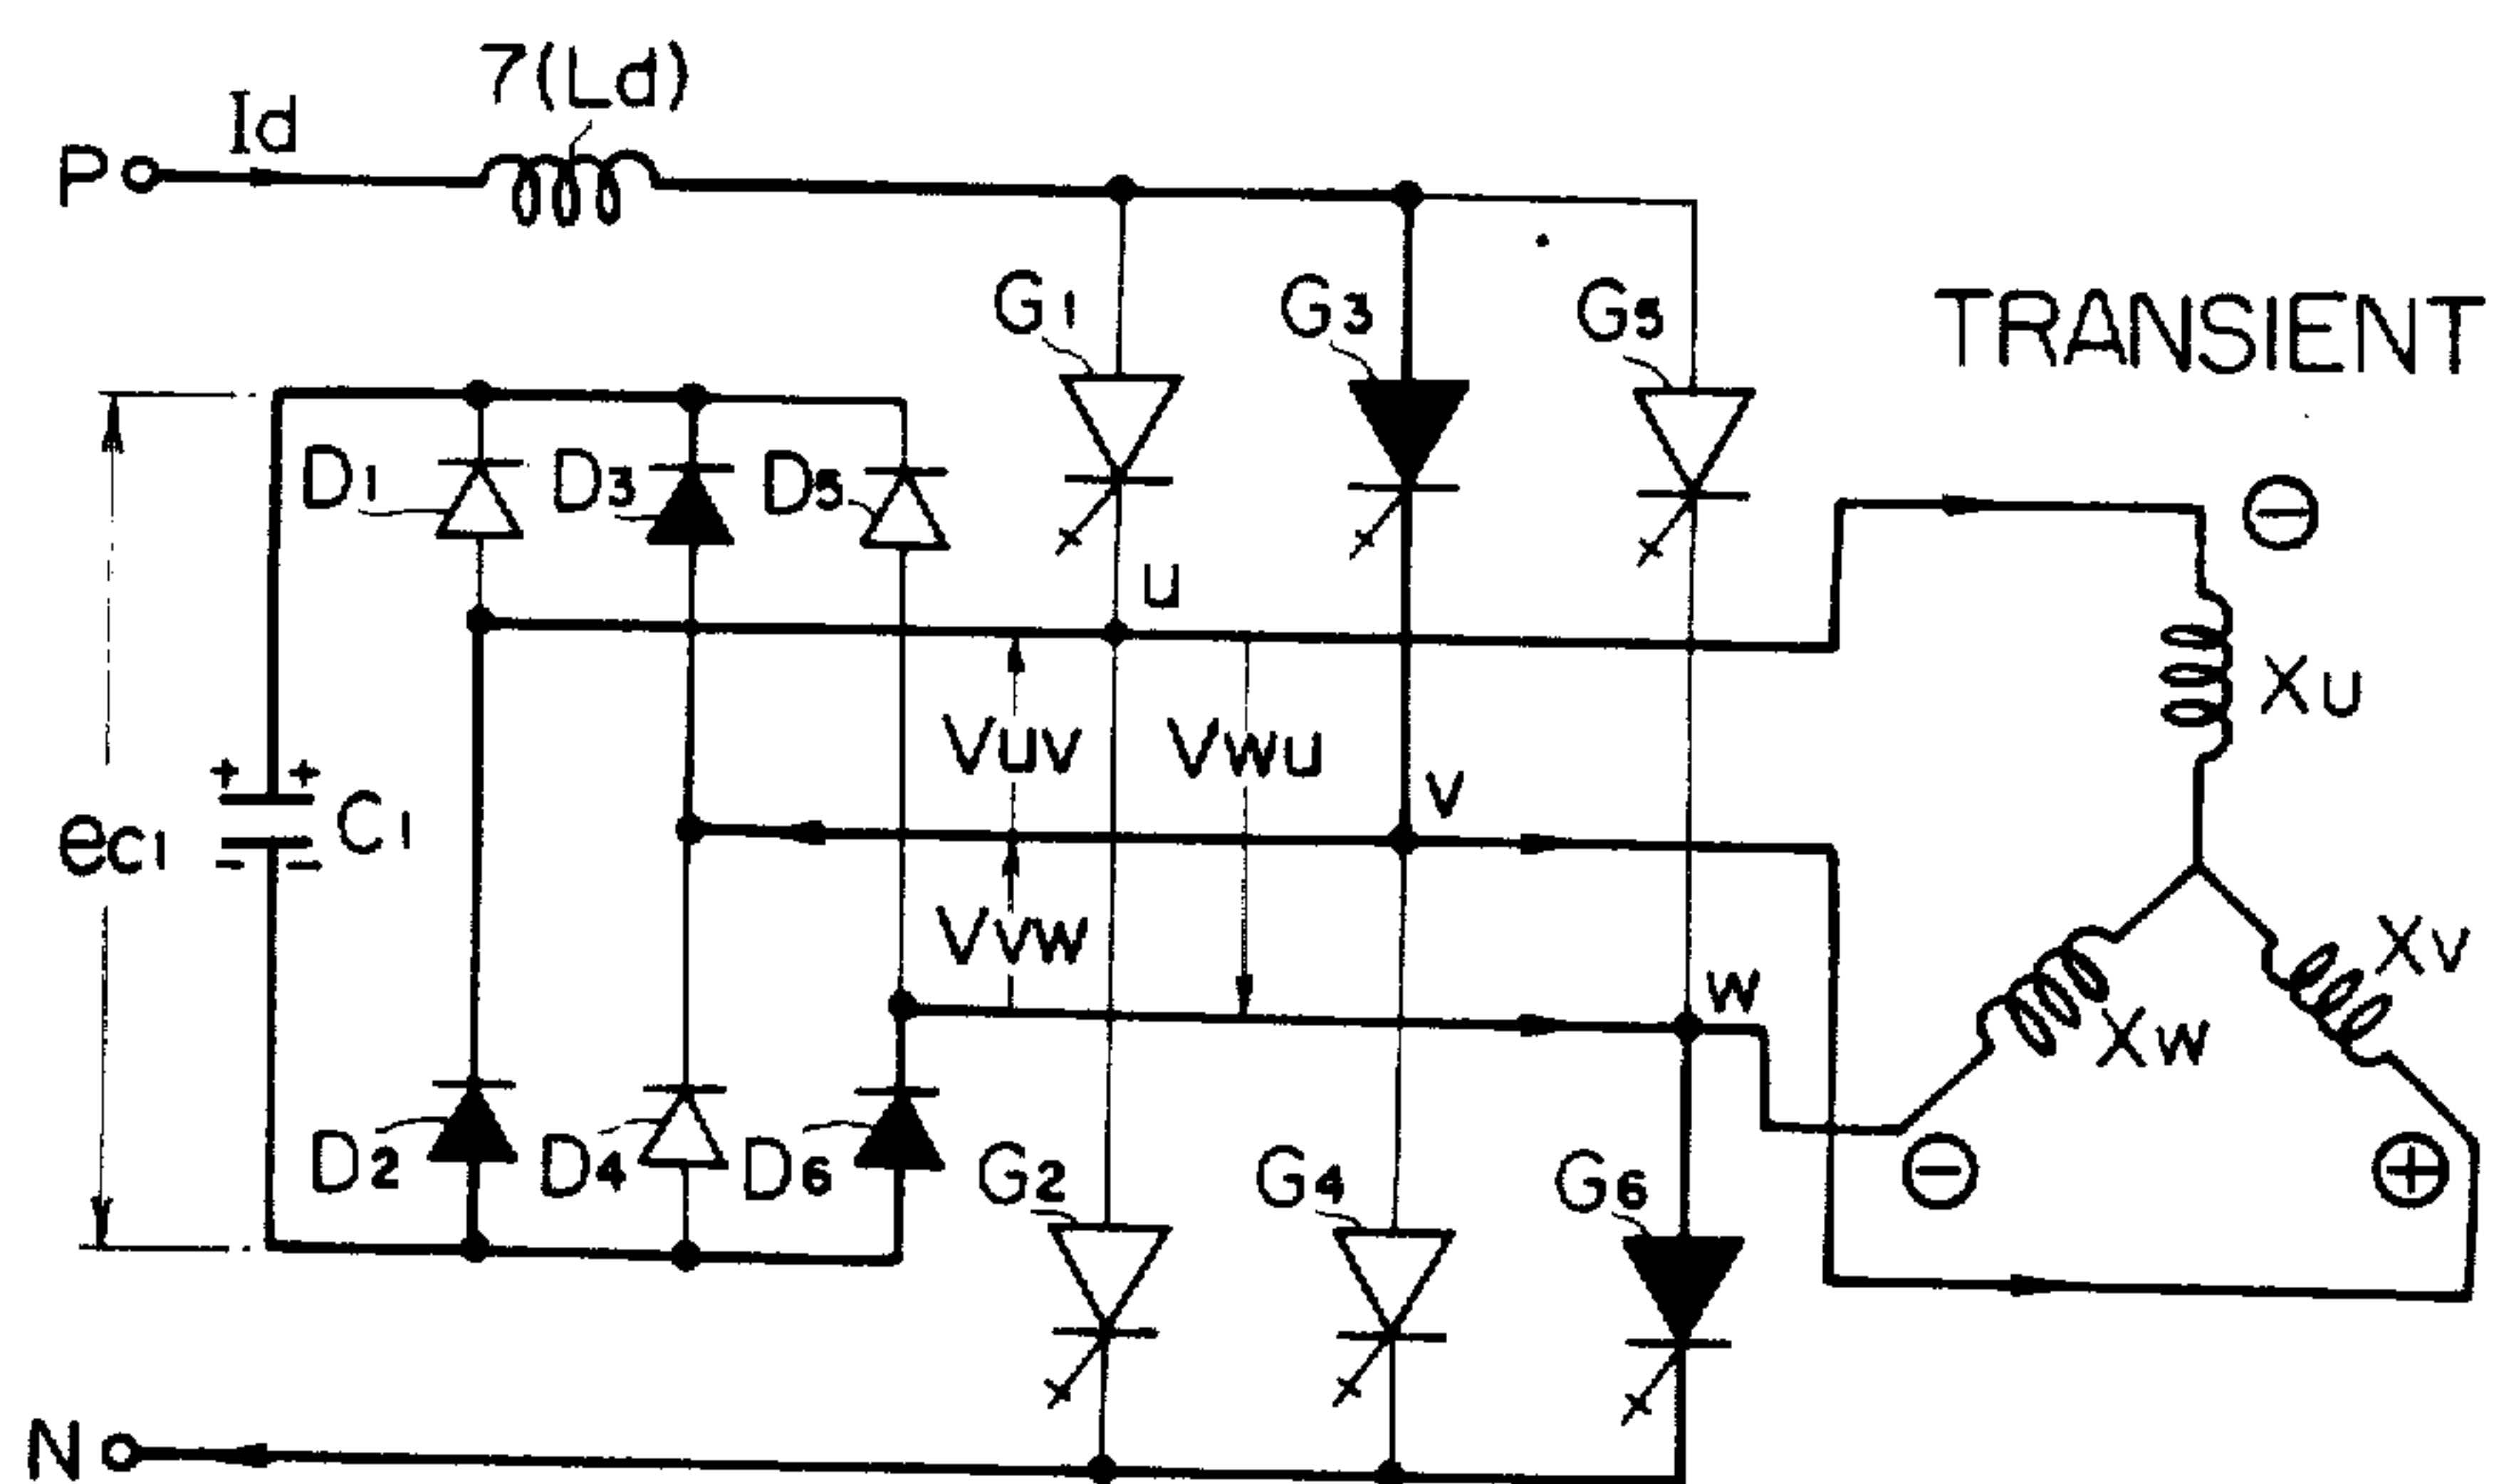 7(Ld)
Id
P
G1
G3
G5
TRANSIENT
D1
D3
D5
⊖
u
Xu
Vuv
Vwu
v
+ +
eC1
C1
- -
Vvw
w
Xv
Xw
D2
D4
D6
G2
G4
G6
⊖
⊕
N